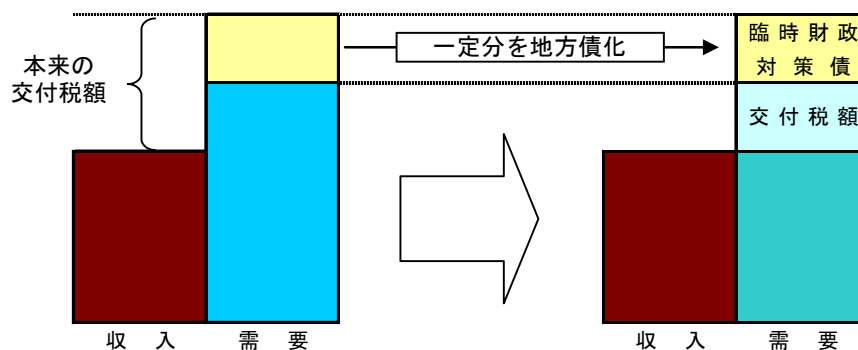 本来の
交付税額
一定分を地方債化
臨時財政
対策債
交付税額
収入
需要
収入
需要